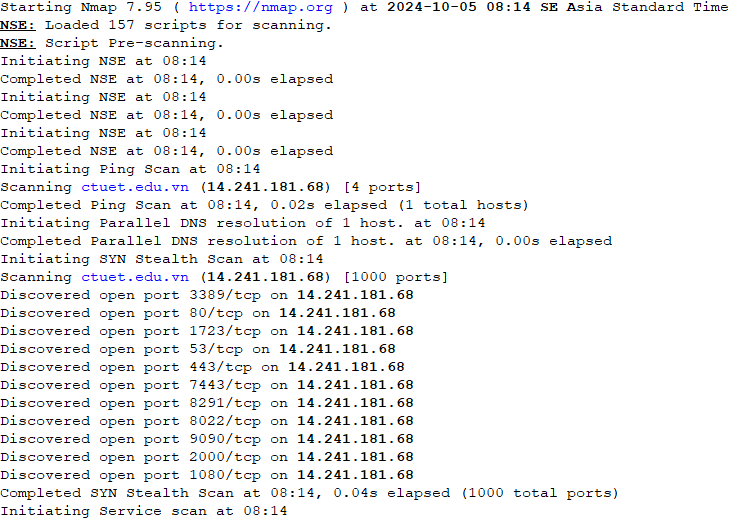 Starting Nmap 7.95 ( https://nmap.org ) at 2024-10-05 08:14 SE Asia Standard Time
NSE: Loaded 157 scripts for scanning.
NSE: Script Pre-scanning.
Initiating NSE at 08:14
Completed NSE at 08:14, 0.00s elapsed
Initiating NSE at 08:14
Completed NSE at 08:14, 0.00s elapsed
Initiating NSE at 08:14
Completed NSE at 08:14, 0.00s elapsed
Initiating Ping Scan at 08:14
Scanning ctuet.edu.vn (14.241.181.68) [4 ports]
Completed Ping Scan at 08:14, 0.02s elapsed (1 total hosts)
Initiating Parallel DNS resolution of 1 host. at 08:14
Completed Parallel DNS resolution of 1 host. at 08:14, 0.00s elapsed
Initiating SYN Stealth Scan at 08:14
Scanning ctuet.edu.vn (14.241.181.68) [1000 ports]
Discovered open port 3389/tcp on 14.241.181.68
Discovered open port 80/tcp on 14.241.181.68
Discovered open port 1723/tcp on 14.241.181.68
Discovered open port 53/tcp on 14.241.181.68
Discovered open port 443/tcp on 14.241.181.68
Discovered open port 7443/tcp on 14.241.181.68
Discovered open port 8291/tcp on 14.241.181.68
Discovered open port 8022/tcp on 14.241.181.68
Discovered open port 9090/tcp on 14.241.181.68
Discovered open port 2000/tcp on 14.241.181.68
Discovered open port 1080/tcp on 14.241.181.68
Completed SYN Stealth Scan at 08:14, 0.04s elapsed (1000 total ports)
Initiating Service scan at 08:14